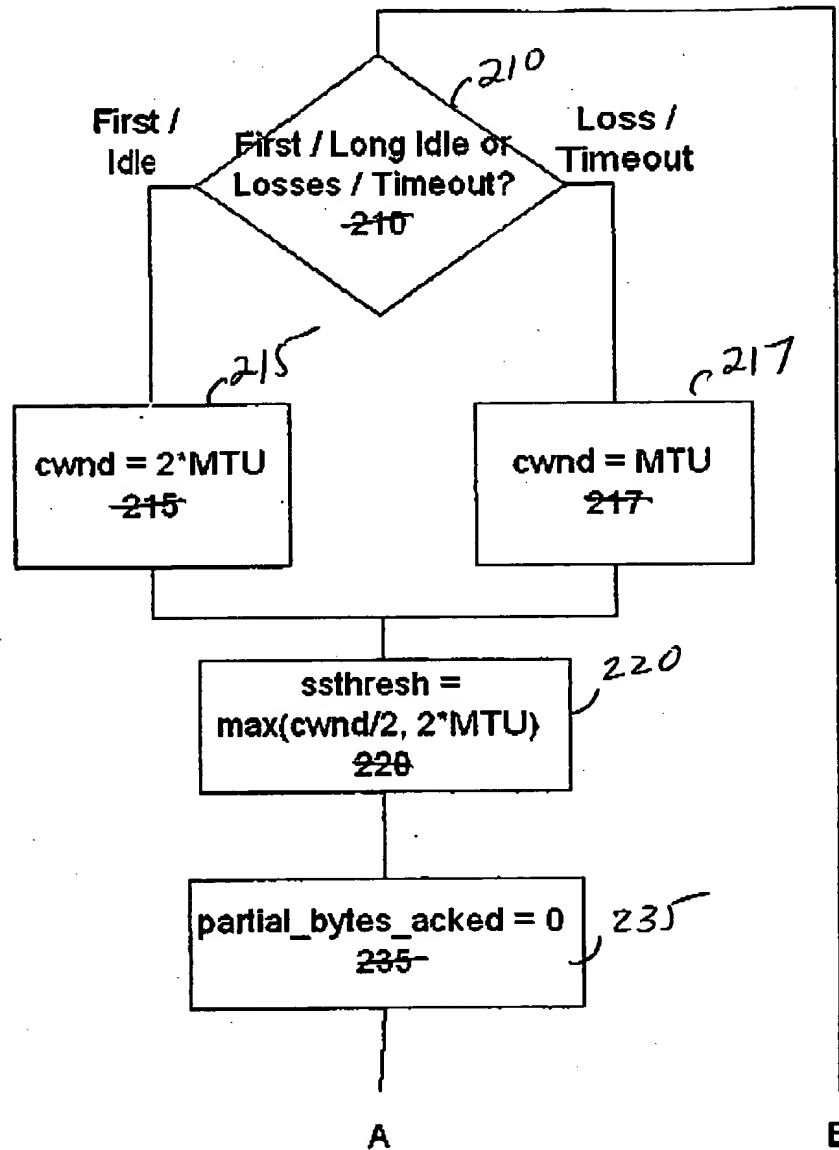 210
First /
Idle
First / Long Idle or
Losses / Timeout?
210
Loss /
Timeout
215
217
cwnd = 2*MTU
215
cwnd = MTU
217
ssthresh =
max(cwnd/2, 2*MTU)
220
220
partial_bytes_acked = 0
235
235
A